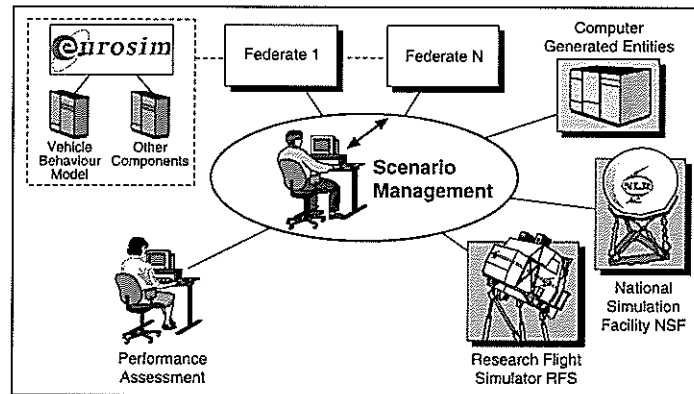 eurosim
Federate 1
Federate N
Computer
Generated Entities
Vehicle
Behaviour
Model
Other
Components
Scenario
Management
NLR
National
Simulation
Facility NSF
Research Flight
Simulator RFS
Performance
Assessment